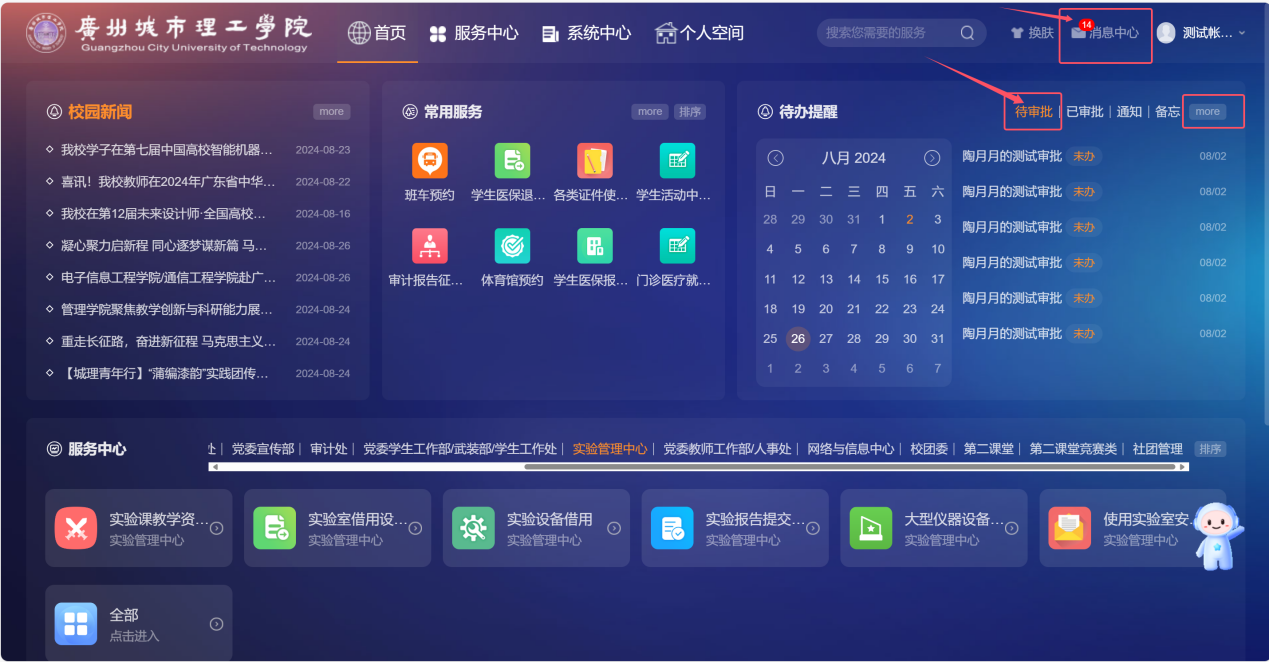 廣州城市理工學院
Guangzhou City University of Technology
首页 服务中心 系统中心 个人空间
搜索您需要的服务
换肤 14 消息中心 测试帐...
校园新闻 more
我校学子在第七届中国高校智能机器... 2024-08-23
喜讯！我校教师在2024年广东省中华... 2024-08-22
我校在第12届未来设计师·全国高校... 2024-08-16
凝心聚力启新程 同心逐梦谋新篇 马... 2024-08-26
电子信息工程学院/通信工程学院赴广... 2024-08-26
管理学院聚焦教学创新与科研能力展... 2024-08-24
重走长征路，奋进新征程 马克思主义... 2024-08-24
【城理青年行】“蒲编漆韵”实践团传... 2024-08-24
常用服务 more 排序
班车预约 学生医保退... 各类证件使... 学生活动中...
审计报告征... 体育馆预约 学生医保报... 门诊医疗就...
待办提醒 待审批 | 已审批 | 通知 | 备忘 more
八月 2024
日 一 二 三 四 五 六
28 29 30 31 1 2 3
4 5 6 7 8 9 10
11 12 13 14 15 16 17
18 19 20 21 22 23 24
25 26 27 28 29 30 31
1 2 3 4 5 6 7
陶月月的测试审批 未办 08/02
陶月月的测试审批 未办 08/02
陶月月的测试审批 未办 08/02
陶月月的测试审批 未办 08/02
陶月月的测试审批 未办 08/02
陶月月的测试审批 未办 08/02
服务中心 处 | 党委宣传部 | 审计处 | 党委学生工作部/武装部/学生工作处 | 实验管理中心 | 党委教师工作部/人事处 | 网络与信息中心 | 校团委 | 第二课堂 | 第二课堂竞赛类 | 社团管理 排序
实验课教学资... 实验室借用设... 实验设备借用 实验报告提交... 大型仪器设备... 使用实验室安...
实验管理中心 实验管理中心 实验管理中心 实验管理中心 实验管理中心 实验管理中心
全部
点击进入